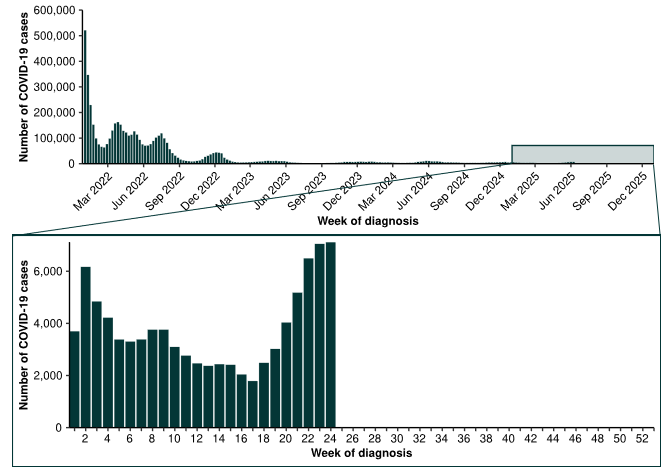 Number of COVID-19 cases
600,000
500,000
400,000
300,000
200,000
100,000
0
Mar 2022 Jun 2022 Sep 2022 Dec 2022 Mar 2023 Jun 2023 Sep 2023 Dec 2023 Mar 2024 Jun 2024 Sep 2024 Dec 2024 Mar 2025 Jun 2025 Sep 2025 Dec 2025
Week of diagnosis
Number of COVID-19 cases
6,000
4,000
2,000
0
2 4 6 8 10 12 14 16 18 20 22 24 26 28 30 32 34 36 38 40 42 44 46 48 50 52
Week of diagnosis